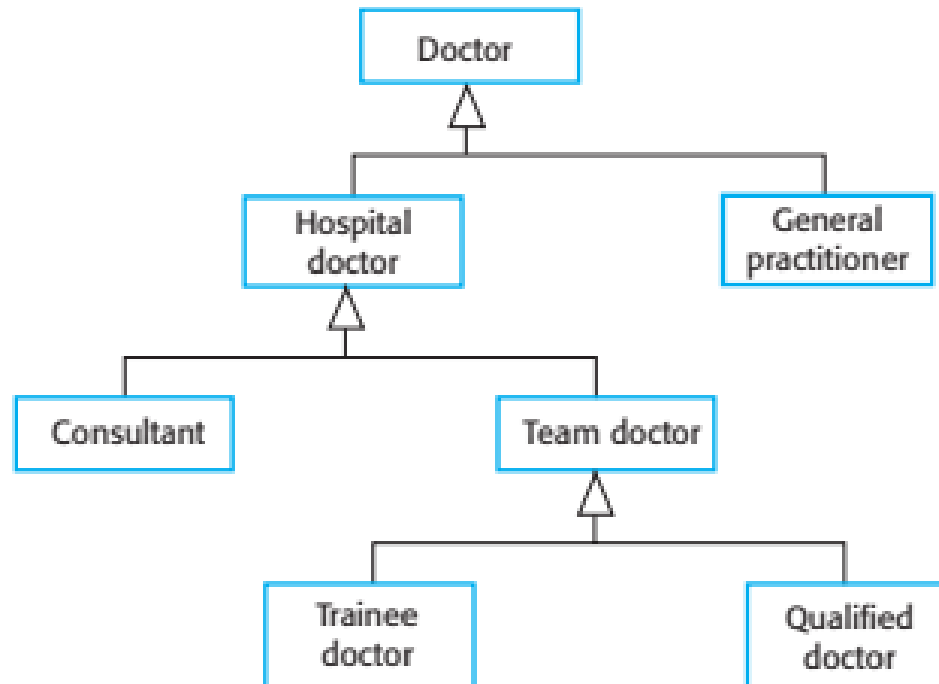 Doctor
Hospital
doctor
General
practitioner
Consultant
Team doctor
Trainee
doctor
Qualified
doctor